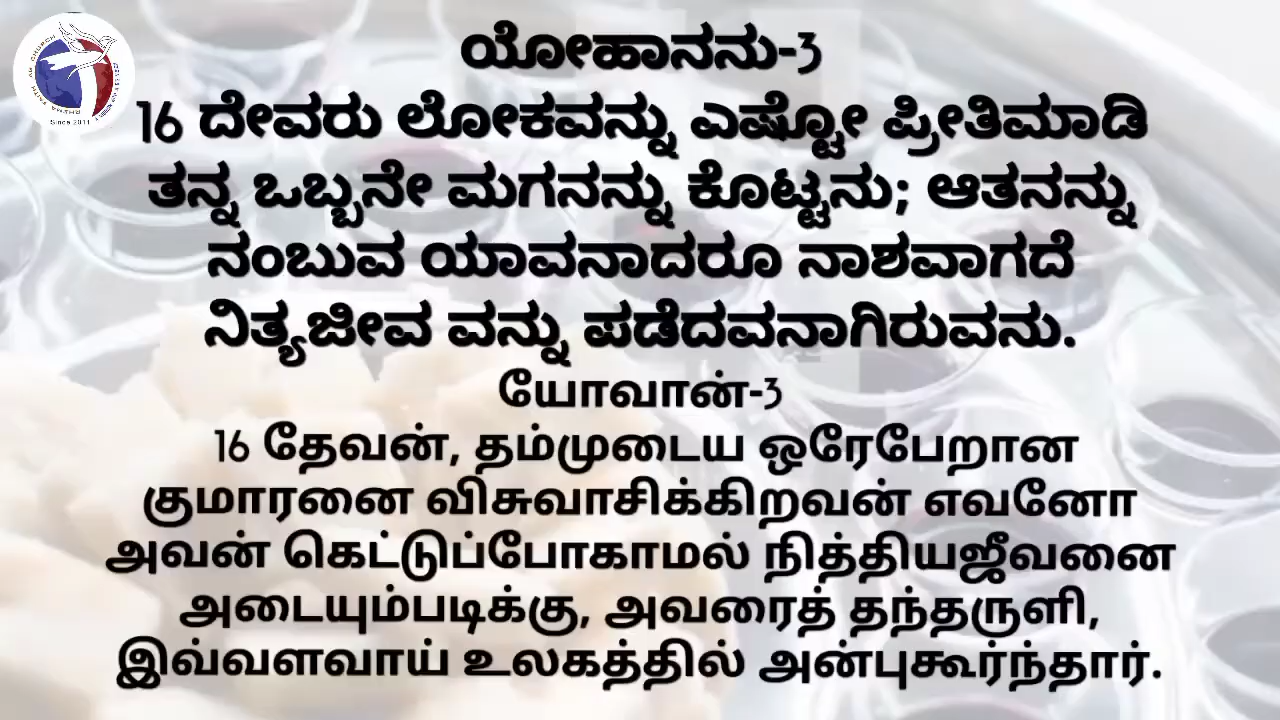 ಯೋಹಾನನು-3
16 ದೇವರು ಲೋಕವನ್ನು ಎಷ್ಟೋ ಪ್ರೀತಿಮಾಡಿ
ತನ್ನ ಒಬ್ಬನೇ ಮಗನನ್ನು ಕೊಟ್ಟನು; ಆತನನ್ನು
ನಂಬುವ ಯಾವನಾದರೂ ನಾಶವಾಗದೆ
ನಿತ್ಯಜೀವ ವನ್ನು ಪಡೆದವನಾಗಿರುವನು.
யோவான்-3
16 தேவன், தம்முடைய ஒரேபேறான
குமாரனை விசுவாசிக்கிறவன் எவனோ
அவன் கெட்டுப்போகாமல் நித்தியஜீவனை
அடையும்படிக்கு, அவரைத் தந்தருளி,
இவ்வளவாய் உலகத்தில் அன்புகூர்ந்தார்.
Since 2011